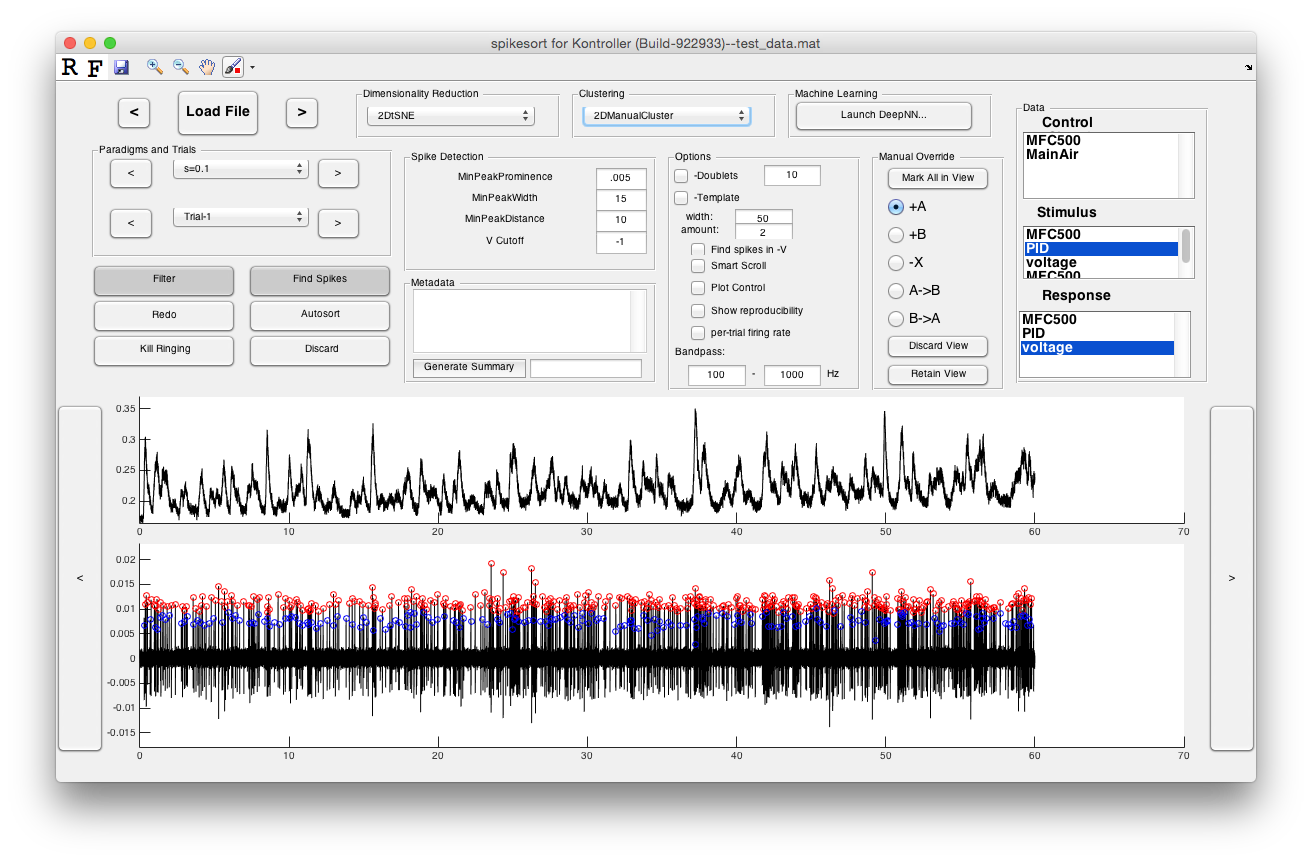 spikesort for Kontroller (Build-922933)--test_data.mat
R F
< Load File >
Dimensionality Reduction
2DtSNE
Clustering
2DManualCluster
Machine Learning
Launch DeepNN...
Paradigms and Trials
< s=0.1 >
< Trial-1 >
Filter Find Spikes
Redo Autosort
Kill Ringing Discard
Spike Detection
MinPeakProminence .005
MinPeakWidth 15
MinPeakDistance 10
V Cutoff -1
Metadata
Generate Summary
Options
-Doublets 10
-Template
width: 50
amount: 2
Find spikes in -V
Smart Scroll
Plot Control
Show reproducibility
per-trial firing rate
Bandpass:
100 - 1000 Hz
Manual Override
Mark All in View
+A
+B
-X
A->B
B->A
Discard View
Retain View
Data
Control
MFC500
MainAir
Stimulus
MFC500
PID
voltage
MFC500
Response
MFC500
PID
voltage
<
>
0.35
0.3
0.25
0.2
0 10 20 30 40 50 60 70
0.02
0.015
0.01
0.005
0
-0.005
-0.01
-0.015
0 10 20 30 40 50 60 70